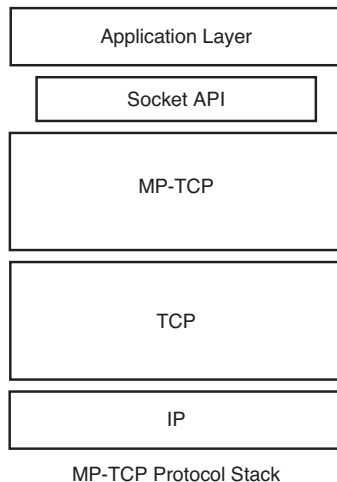 Application Layer
Socket API
MP-TCP
TCP
IP
MP-TCP Protocol Stack